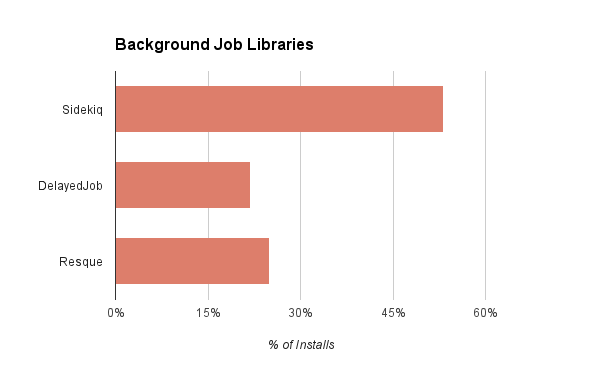 Background Job Libraries
Sidekiq
DelayedJob
Resque
0% 15% 30% 45% 60%
% of Installs